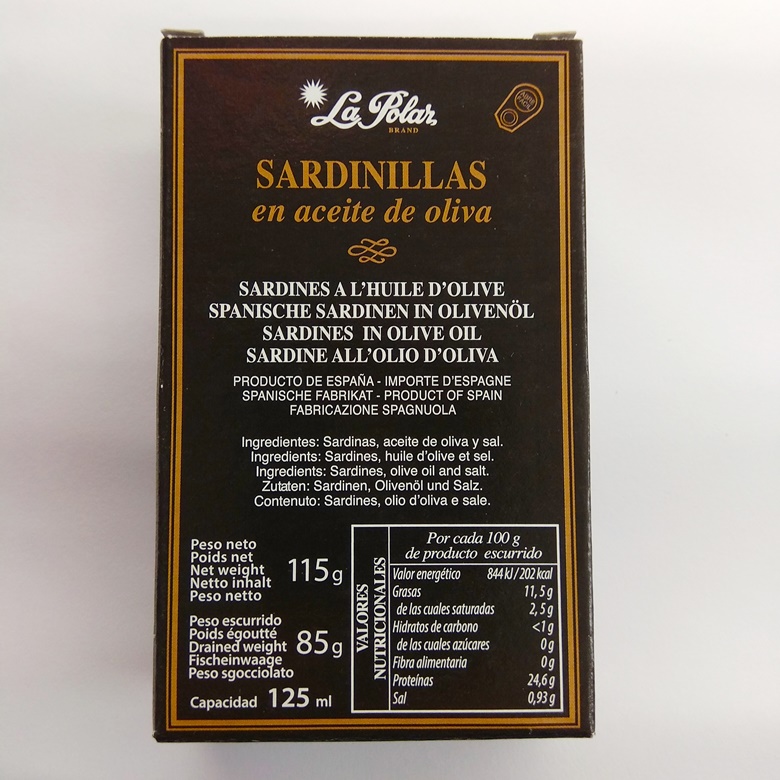 La Polar
BRAND
ABRE
FÁCIL
SARDINILLAS
en aceite de oliva
SARDINES A L'HUILE D'OLIVE
SPANISCHE SARDINEN IN OLIVENÖL
SARDINES IN OLIVE OIL
SARDINE ALL'OLIO D'OLIVA
PRODUCTO DE ESPAÑA - IMPORTE D'ESPAGNE
SPANISCHE FABRIKAT - PRODUCT OF SPAIN
FABRICAZIONE SPAGNUOLA
Ingredientes: Sardinas, aceite de oliva y sal.
Ingredients: Sardines, huile d'olive et sel.
Ingredients: Sardines, olive oil and salt.
Zutaten: Sardinen, Olivenöl und Salz.
Contenuto: Sardines, olio d'oliva e sale.
Peso neto
Poids net
Net weight
Netto inhalt
Peso netto
115 g
Peso escurrido
Poids égoutté
Drained weight
Fischeinwaage
Peso sgocciolato
85 g
Capacidad 125 ml
VALORES
NUTRICIONALES
Por cada 100 g
de producto escurrido
Valor energético 844 kJ / 202 kcal
Grasas 11,5 g
de las cuales saturadas 2,5 g
Hidratos de carbono <1 g
de los cuales azúcares 0 g
Fibra alimentaria 0 g
Proteínas 24,6 g
Sal 0,93 g